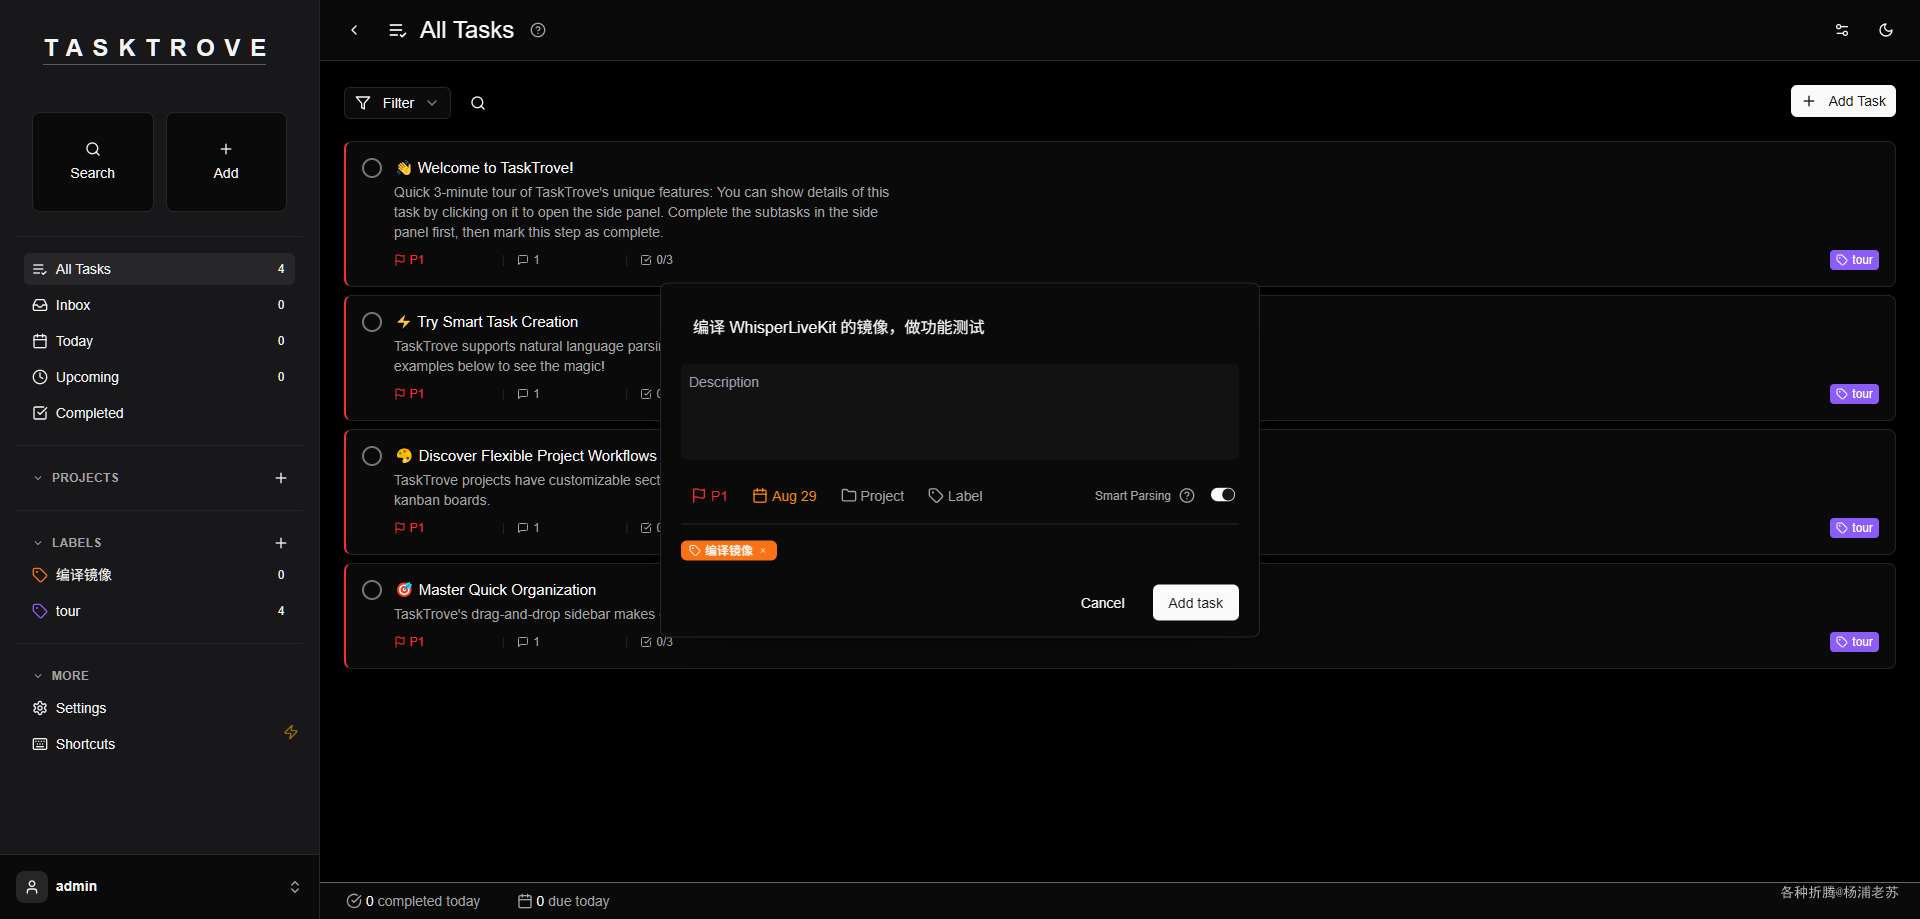 TASKTROVE
Search
Add
All Tasks 4
Inbox 0
Today 0
Upcoming 0
Completed
PROJECTS
LABELS
编译镜像 0
tour 4
MORE
Settings
Shortcuts
admin
All Tasks
Filter
Add Task
Welcome to TaskTrove!
Quick 3-minute tour of TaskTrove's unique features: You can show details of this
task by clicking on it to open the side panel. Complete the subtasks in the side
panel first, then mark this step as complete.
P1 1 0/3
tour
Try Smart Task Creation
TaskTrove supports natural language
examples below to see the magic!
P1 1
tour
Discover Flexible Project Workflows
TaskTrove projects have customizable
kanban boards.
P1 1
tour
Master Quick Organization
TaskTrove's drag-and-drop sidebar makes
P1 1 0/3
tour
编译 WhisperLiveKit 的镜像，做功能测试
Description
P1 Aug 29 Project Label Smart Parsing
编译镜像 ×
Cancel Add task
0 completed today 0 due today
各种折腾@杨浦老苏